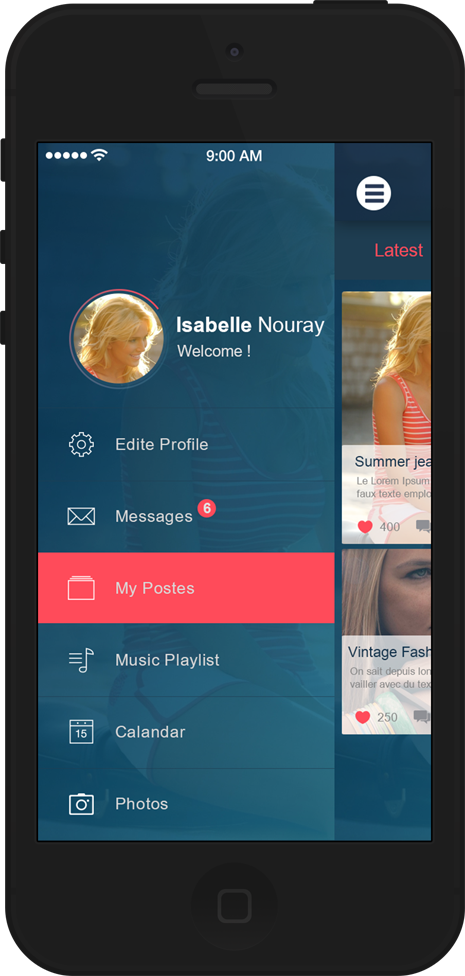 9:00 AM
Latest
Isabelle Nouray
Welcome !
Edite Profile
Messages 6
My Postes
Music Playlist
15 Calandar
Photos
Summer jea
Le Lorem Ipsum
faux texte emplo
400
Vintage Fash
On sait depuis lon
vailler avec du tex
250